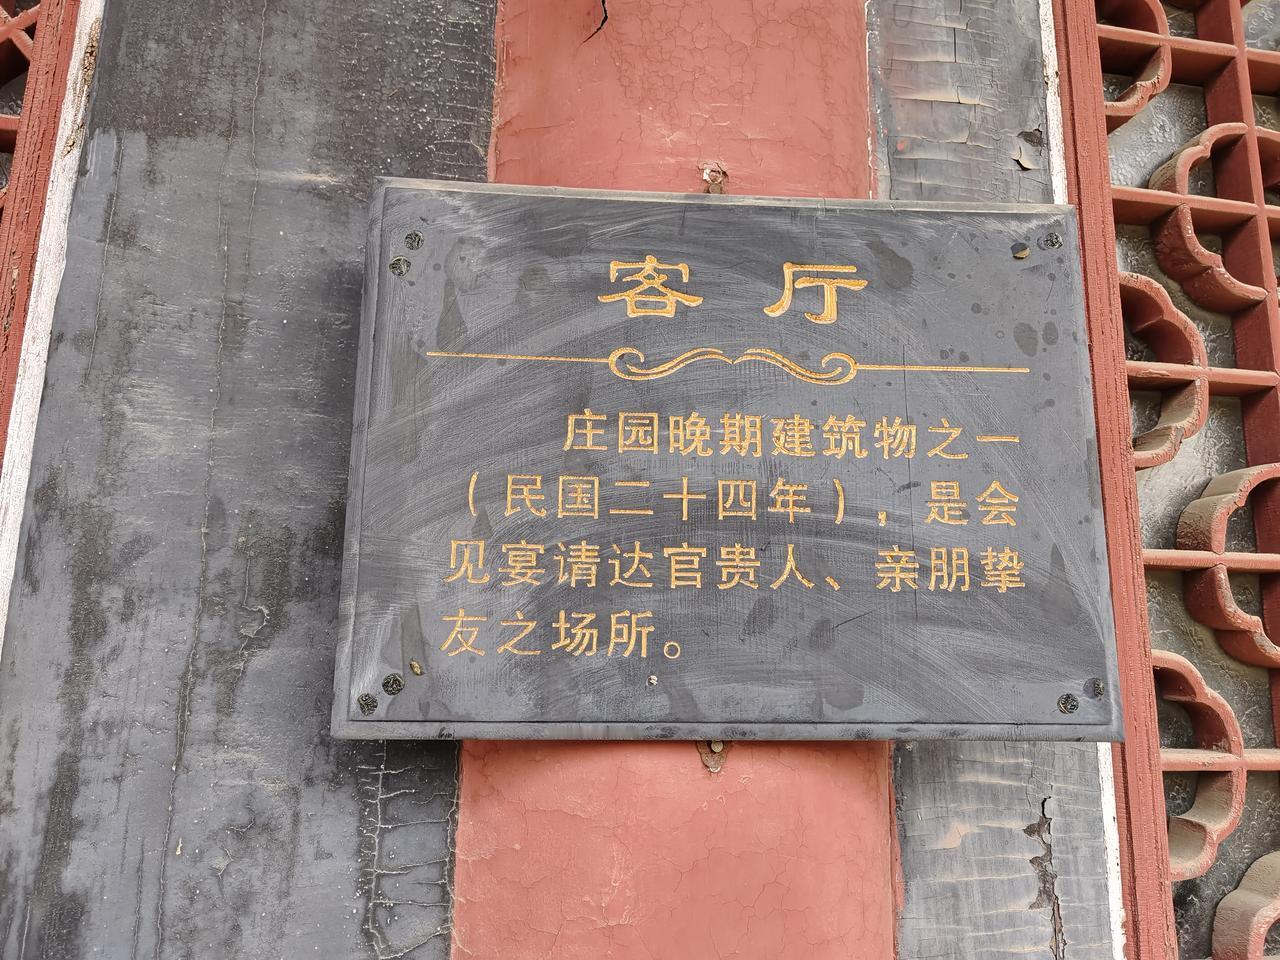 客厅
庄园晚期建筑物之一
（民国二十四年），是会
见宴请达官贵人、亲朋挚
友之场所。